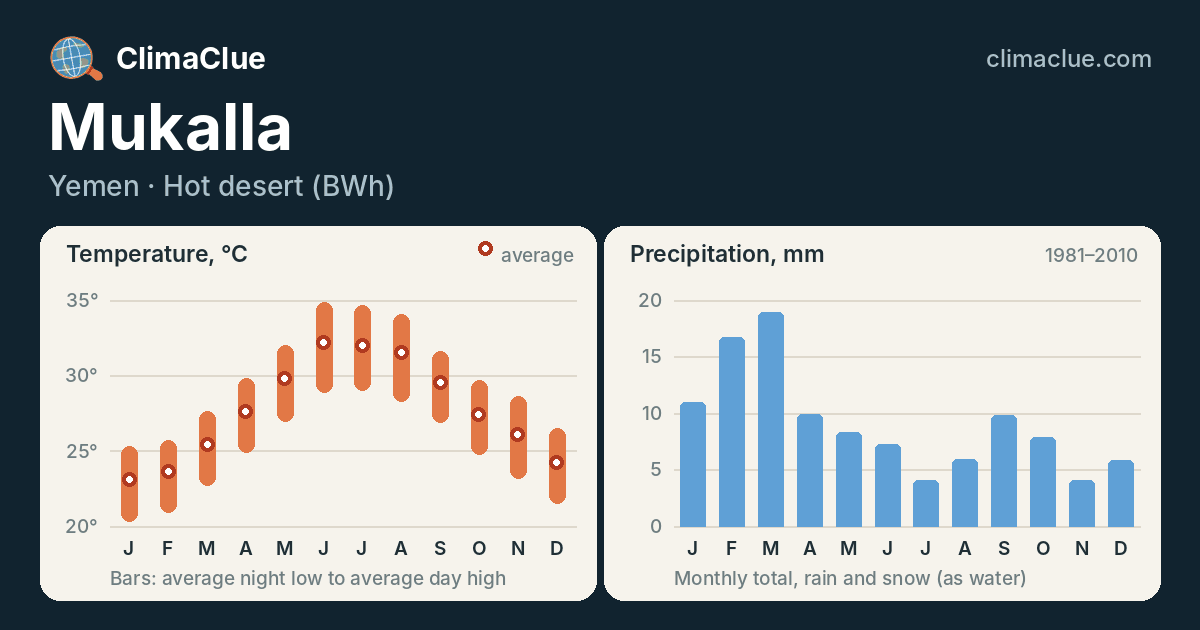 ClimaClue
climaclue.com
Mukalla
Yemen · Hot desert (BWh)
Temperature, °C
average
35°
30°
25°
20°
J F M A M J J A S O N D
Bars: average night low to average day high
Precipitation, mm
1981–2010
20
15
10
5
0
J F M A M J J A S O N D
Monthly total, rain and snow (as water)